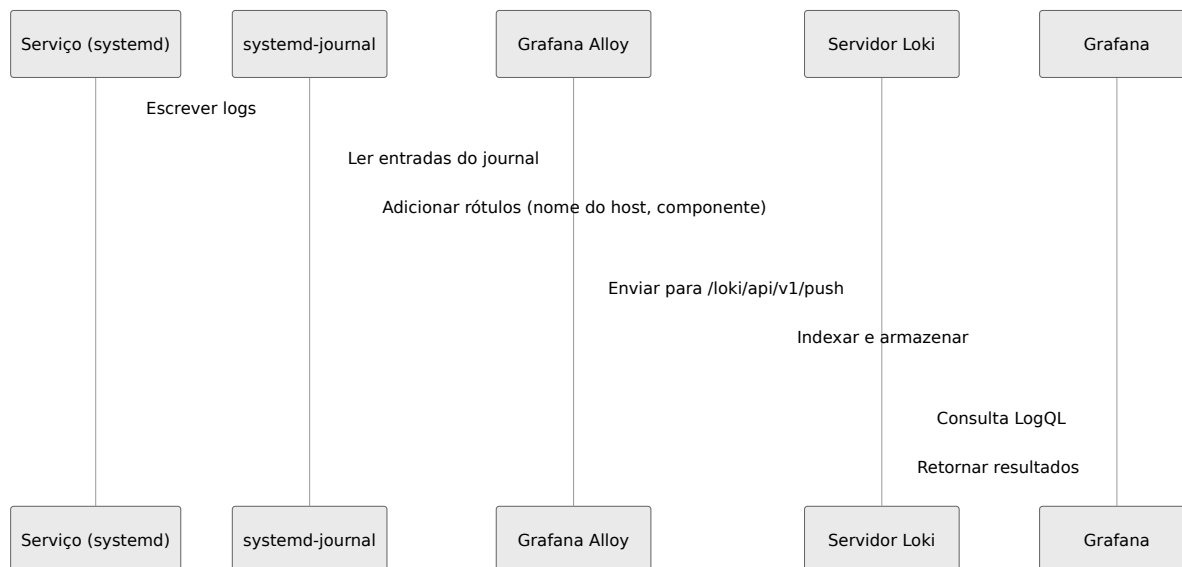 Serviço (systemd)
systemd-journal
Grafana Alloy
Servidor Loki
Grafana
Escrever logs
Ler entradas do journal
Adicionar rótulos (nome do host, componente)
Enviar para /loki/api/v1/push
Indexar e armazenar
Consulta LogQL
Retornar resultados
Serviço (systemd)
systemd-journal
Grafana Alloy
Servidor Loki
Grafana